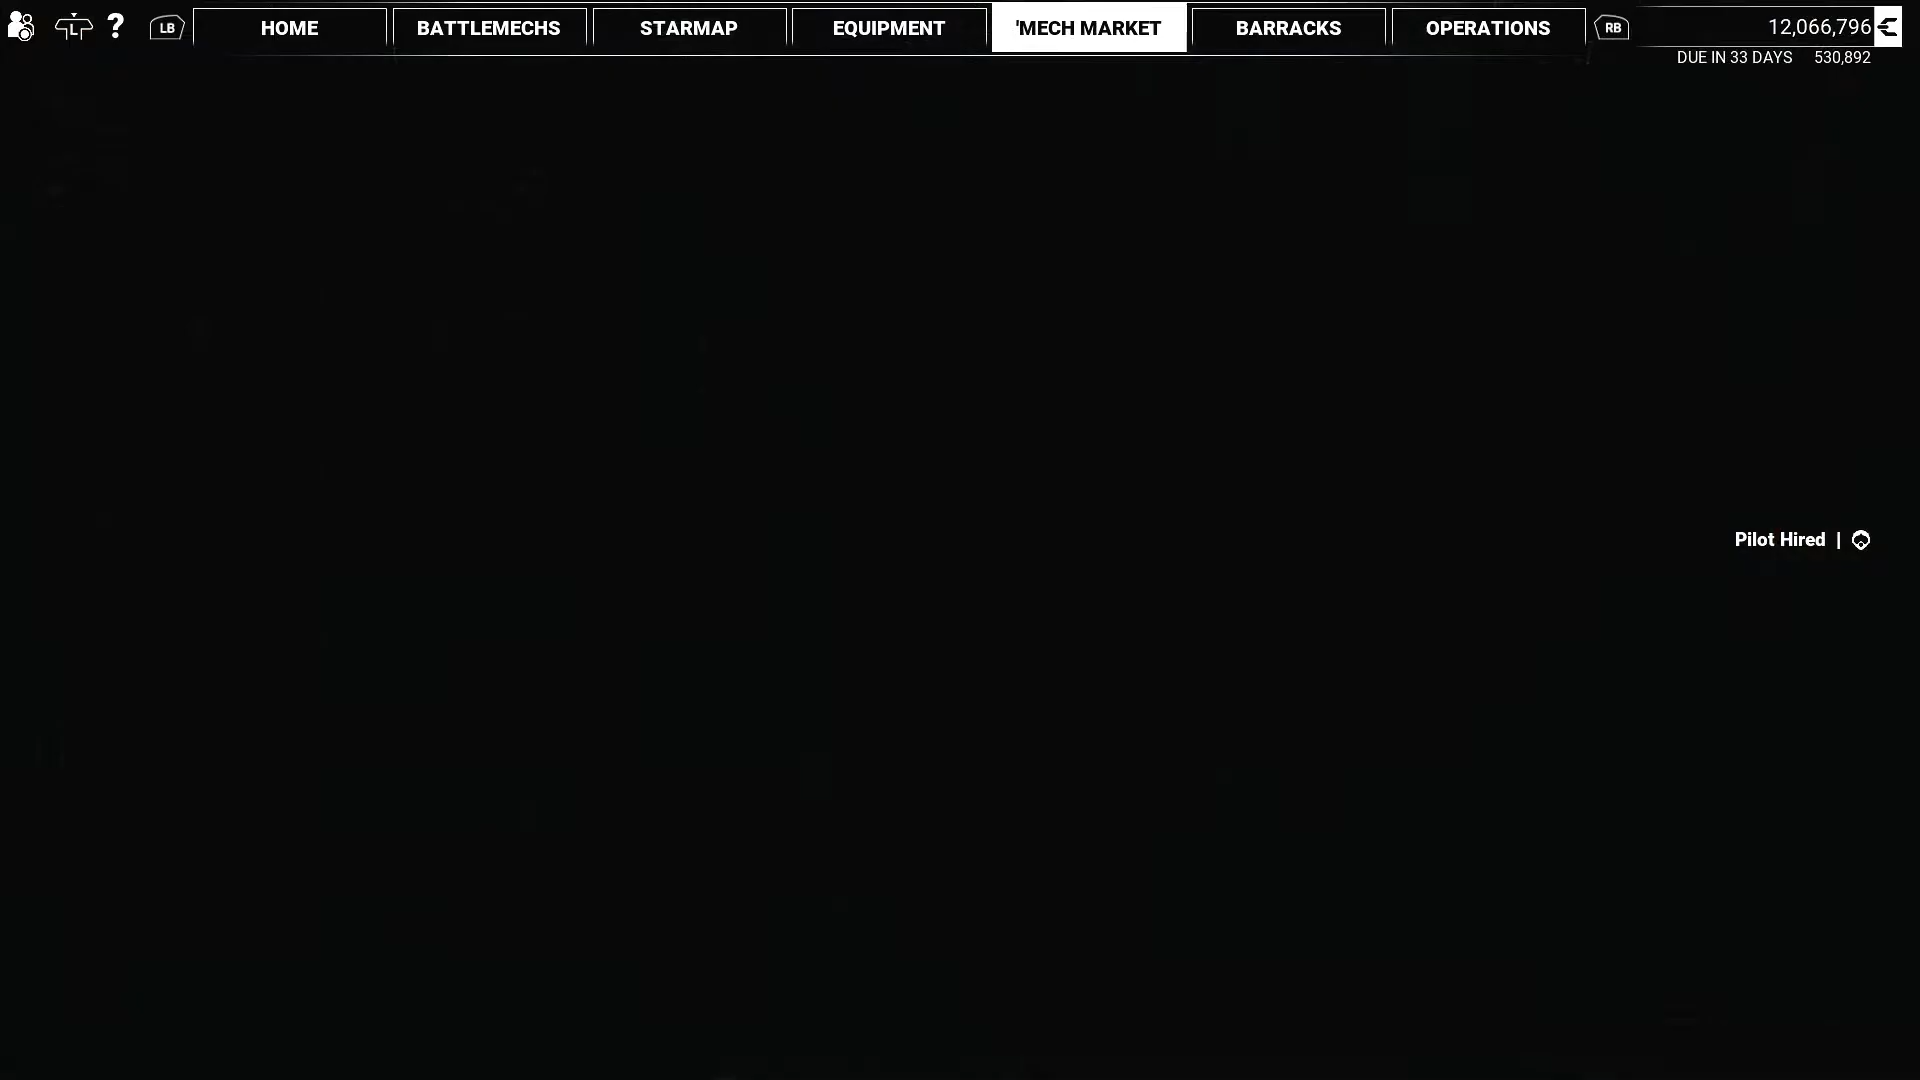 L ? LB HOME BATTLEMECHS STARMAP EQUIPMENT 'MECH MARKET BARRACKS OPERATIONS RB 12,066,796
DUE IN 33 DAYS 530,892
Pilot Hired |